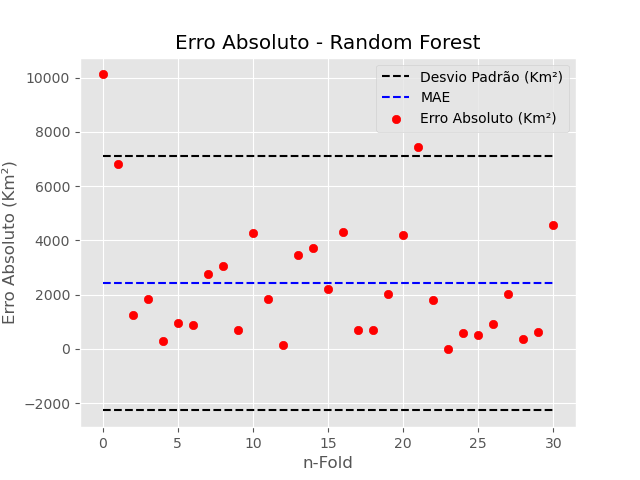 Erro Absoluto - Random Forest
Desvio Padrão (Km²)
MAE
Erro Absoluto (Km²)
Erro Absoluto (Km²)
10000
8000
6000
4000
2000
0
−2000
0 5 10 15 20 25 30
n-Fold